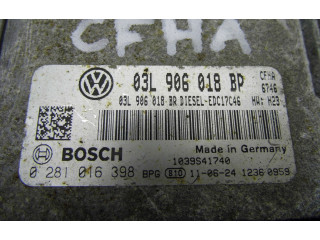 CFHA
03L 906 018 BP CFHA
03L 906 018 BR DIESEL-EDC17C46 6746
HW: H23
BOSCH Made in Germany
1039S41740
0 281 016 398 BPG 810 11-06-24 1236 0959